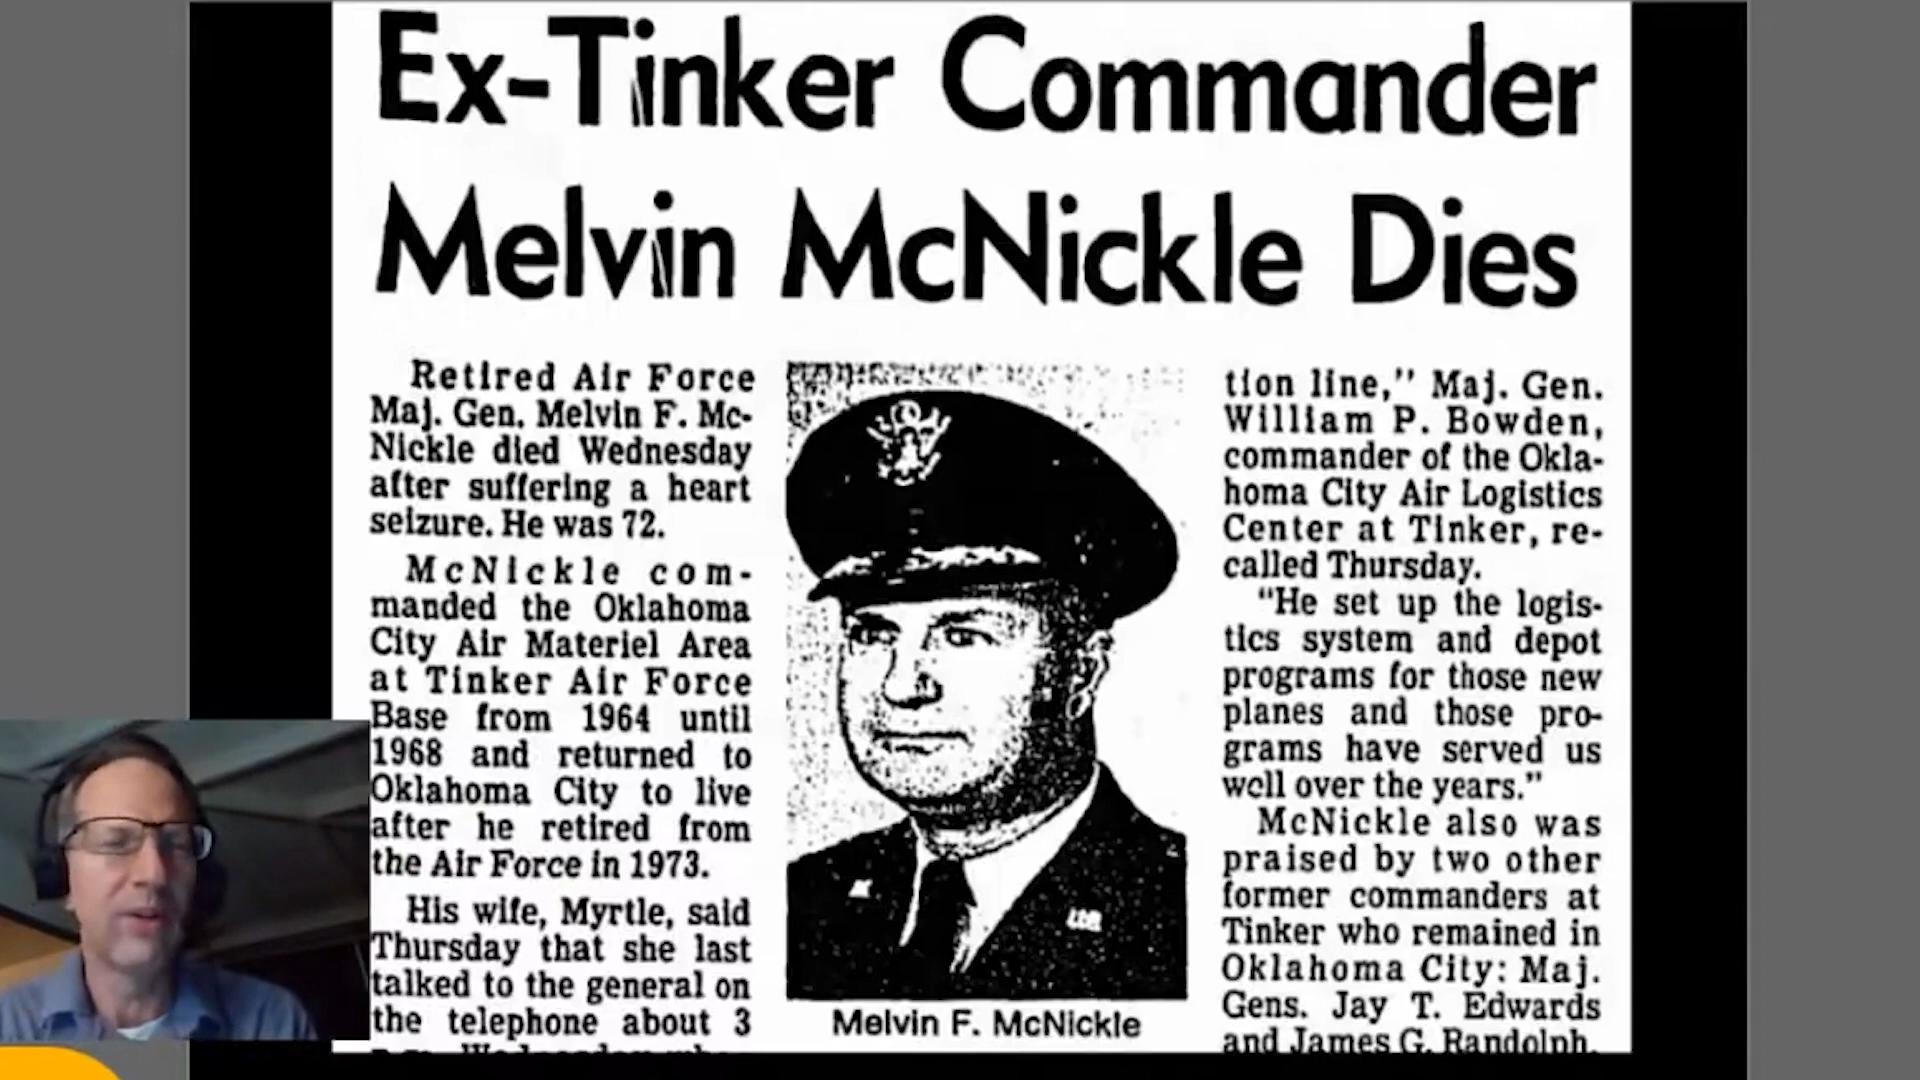 Ex-Tinker Commander
Melvin McNickle Dies
Retired Air Force
Maj. Gen. Melvin F. Mc-
Nickle died Wednesday
after suffering a heart
seizure. He was 72.
McNickle com-
manded the Oklahoma
City Air Materiel Area
at Tinker Air Force
Base from 1964 until
1968 and returned to
Oklahoma City to live
after he retired from
the Air Force in 1973.
His wife, Myrtle, said
Thursday that she last
talked to the general on
the telephone about 3
Melvin F. McNickle
tion line,” Maj. Gen.
William P. Bowden,
commander of the Okla-
homa City Air Logistics
Center at Tinker, re-
called Thursday.
“He set up the logis-
tics system and depot
programs for those new
planes and those pro-
grams have served us
well over the years.”
McNickle also was
praised by two other
former commanders at
Tinker who remained in
Oklahoma City: Maj.
Gens. Jay T. Edwards
and James G. Randolph.